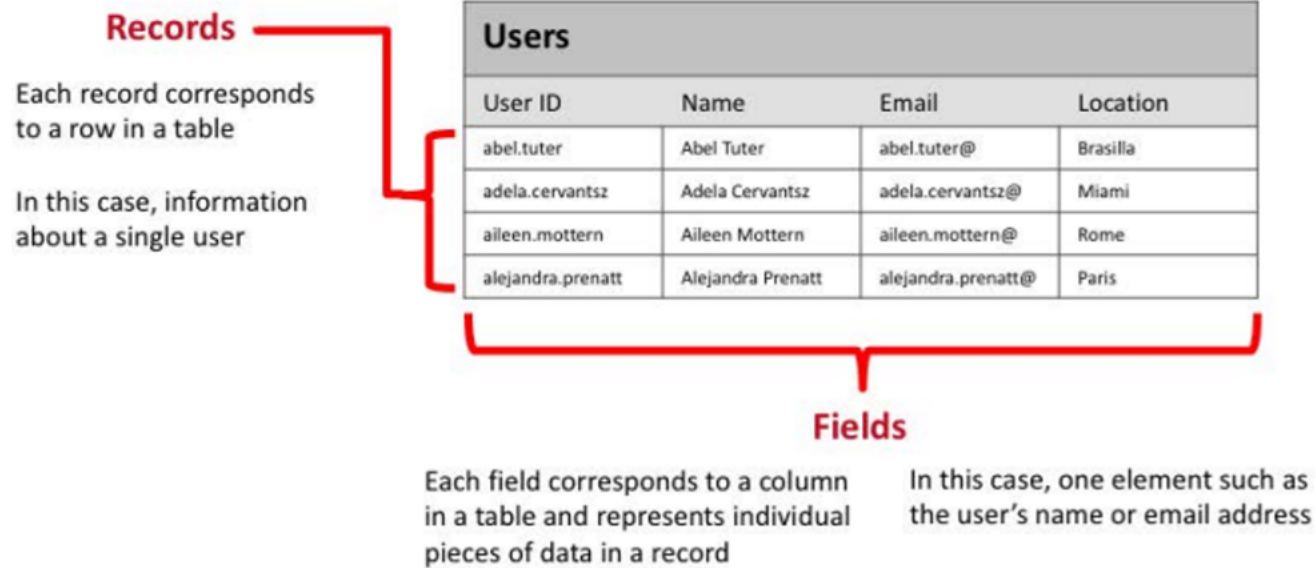 Records
Each record corresponds
to a row in a table
In this case, information
about a single user
Users
User ID Name Email Location
abel.tuter Abel Tuter abel.tuter@ Brasilla
adela.cervantsz Adela Cervantsz adela.cervantsz@ Miami
aileen.mottern Aileen Mottern aileen.mottern@ Rome
alejandra.prenatt Alejandra Prenatt alejandra.prenatt@ Paris
Fields
Each field corresponds to a column
in a table and represents individual
pieces of data in a record
In this case, one element such as
the user's name or email address